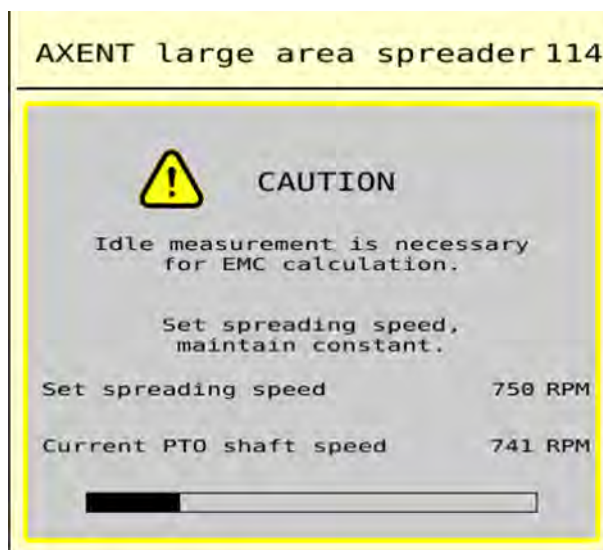 AXENT large area spreader 114
CAUTION
Idle measurement is necessary
for EMC calculation.
Set spreading speed,
maintain constant.
Set spreading speed 750 RPM
Current PTO shaft speed 741 RPM